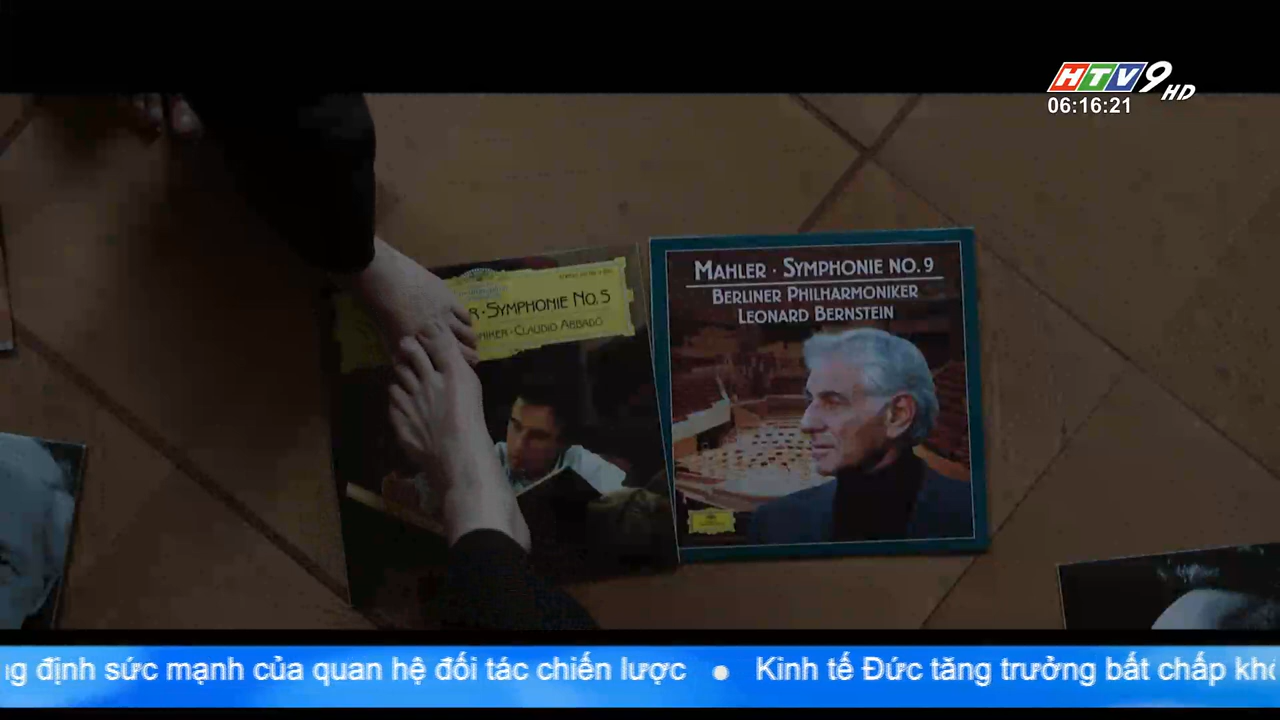 HTV9 HD
06:16:21
SYMPHONIE NO.5
CLAUDIO ABBADO
MAHLER · SYMPHONIE NO.9
BERLINER PHILHARMONIKER
LEONARD BERNSTEIN
định sức mạnh của quan hệ đối tác chiến lược • Kinh tế Đức tăng trưởng bất chấp